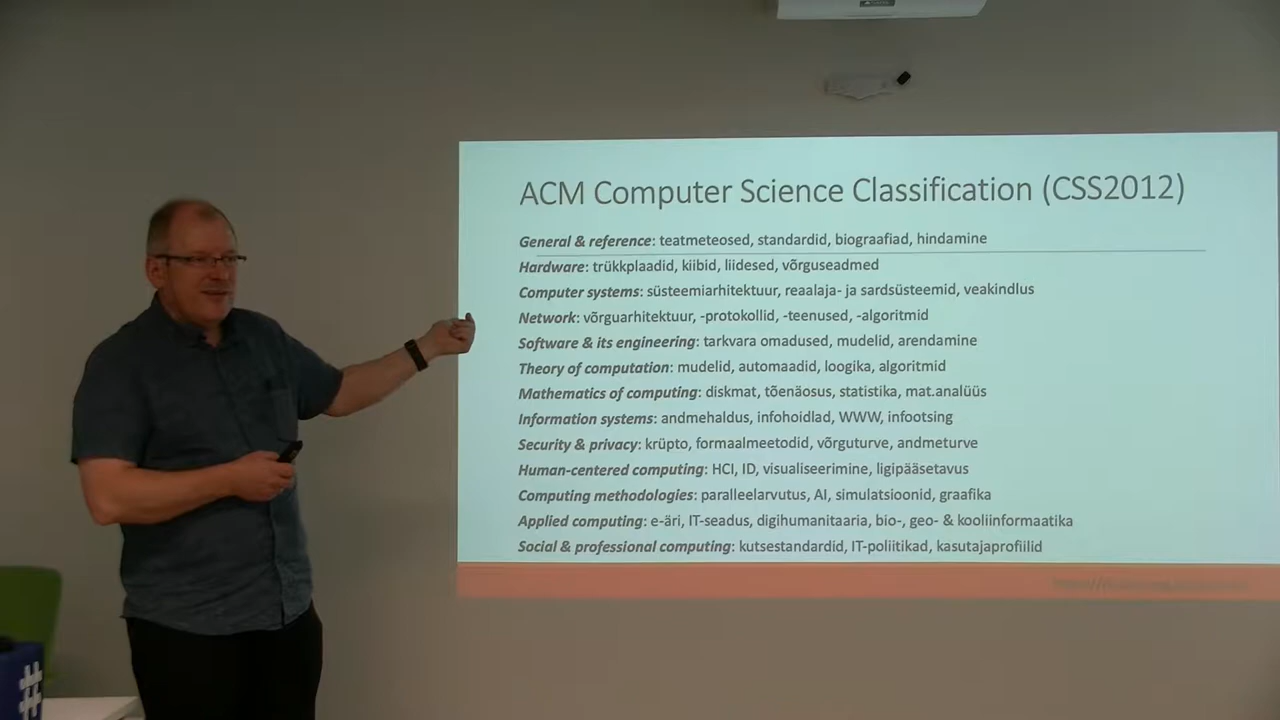 ACM Computer Science Classification (CSS2012)
General & reference: teatmeteosed, standardid, biograafiad, hindamine
Hardware: trükkplaadid, kiibid, liidesed, võrguseadmed
Computer systems: süsteemiarhitektuur, reaalaja- ja sardsüsteemid, veakindlus
Network: võrguarhitektuur, -protokollid, -teenused, -algoritmid
Software & its engineering: tarkvara omadused, mudelid, arendamine
Theory of computation: mudelid, automaadid, loogika, algoritmid
Mathematics of computing: diskmat, tõenäosus, statistika, mat.analüüs
Information systems: andmehaldus, infohoidlad, WWW, infootsing
Security & privacy: krüpto, formaalmeetodid, võrguturve, andmeturve
Human-centered computing: HCI, ID, visualiseerimine, ligipääsetavus
Computing methodologies: paralleelarvutus, AI, simulatsioonid, graafika
Applied computing: e-äri, IT-seadus, digihumanitaaria, bio-, geo- & kooliinformaatika
Social & professional computing: kutsestandardid, IT-poliitikad, kasutajaprofiilid
#